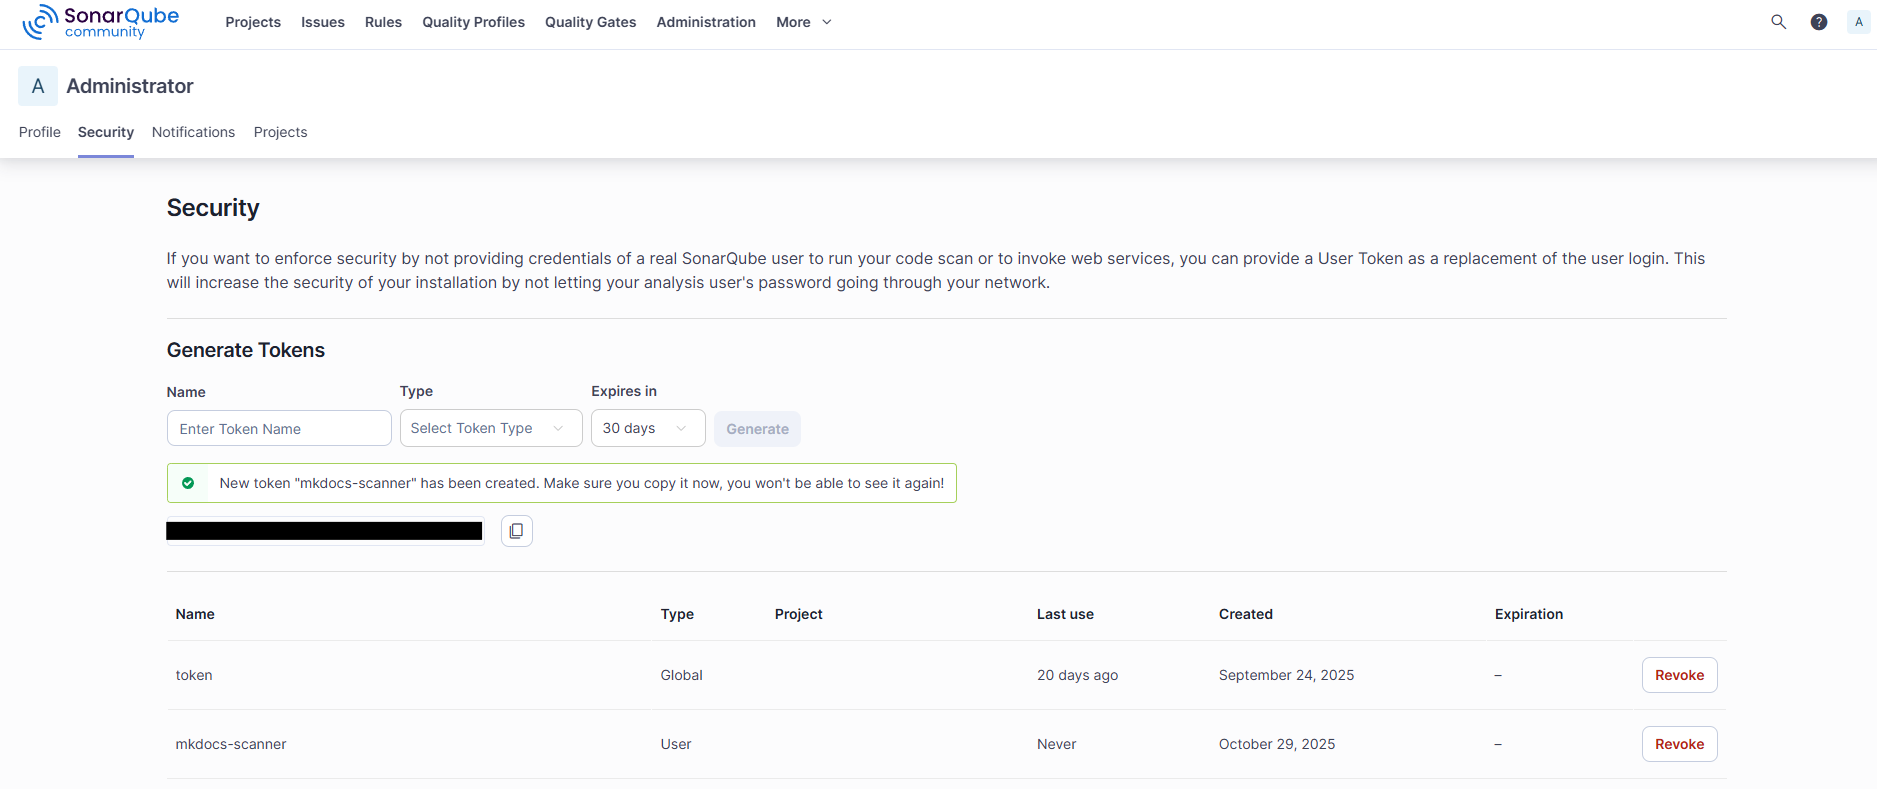 SonarQube
community
Projects Issues Rules Quality Profiles Quality Gates Administration More
?
A
A Administrator
Profile Security Notifications Projects
Security
If you want to enforce security by not providing credentials of a real SonarQube user to run your code scan or to invoke web services, you can provide a User Token as a replacement of the user login. This
will increase the security of your installation by not letting your analysis user's password going through your network.
Generate Tokens
Name Type Expires in
Enter Token Name Select Token Type 30 days Generate
New token "mkdocs-scanner" has been created. Make sure you copy it now, you won't be able to see it again!
Name Type Project Last use Created Expiration
token Global 20 days ago September 24, 2025 – Revoke
mkdocs-scanner User Never October 29, 2025 – Revoke